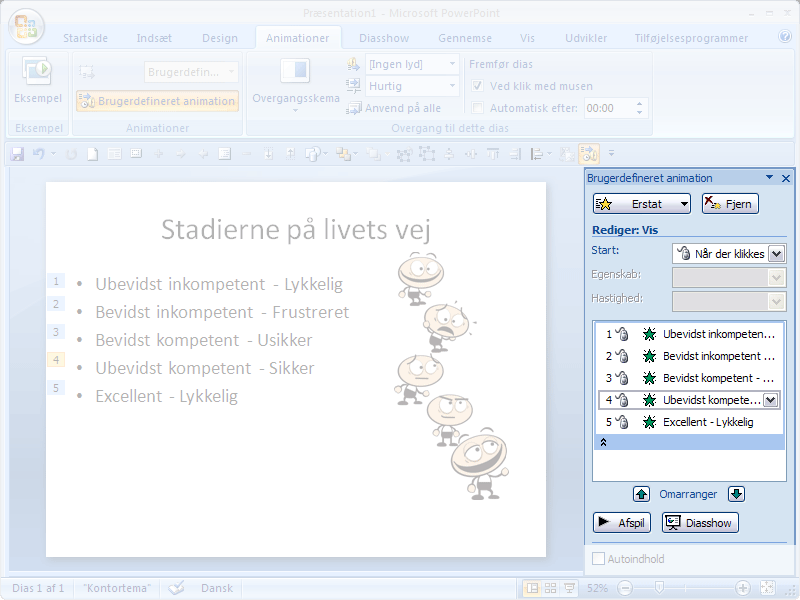 Præsentation1 - Microsoft PowerPoint
Startside Indsæt Design Animationer Diasshow Gennemse Vis Udvikler Tilføjelsesprogrammer
Eksempel
Eksempel
Brugerdefin...
Brugerdefineret animation
Animationer
Overgangsskema
[Ingen lyd]
Hurtig
Anvend på alle
Fremfør dias
Ved klik med musen
Automatisk efter: 00:00
Overgang til dette dias
Stadierne på livets vej
1 • Ubevidst inkompetent - Lykkelig
2 • Bevidst inkompetent - Frustreret
3 • Bevidst kompetent - Usikker
4 • Ubevidst kompetent - Sikker
5 • Excellent - Lykkelig
Brugerdefineret animation
Erstat Fjern
Rediger: Vis
Start: Når der klikkes
Egenskab:
Hastighed:
1 Ubevidst inkompeten...
2 Bevidst inkompetent ...
3 Bevidst kompetent - ...
4 Ubevidst kompete...
5 Excellent - Lykkelig
Omarranger
Afspil Diasshow
Autoindhold
Dias 1 af 1 "Kontortema" Dansk 52%